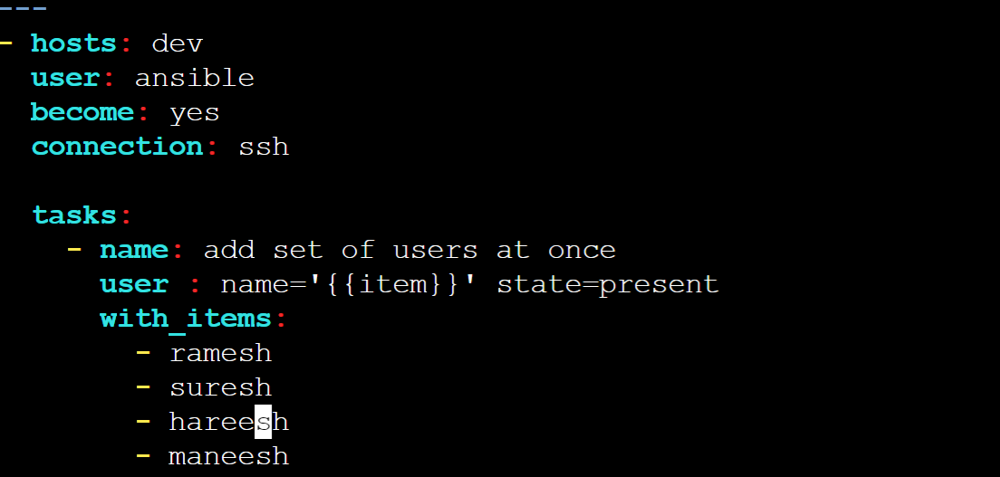 ---
- hosts: dev
  user: ansible
  become: yes
  connection: ssh

  tasks:
    - name: add set of users at once
      user : name='{{item}}' state=present
      with_items:
        - ramesh
        - suresh
        - hareesh
        - maneesh